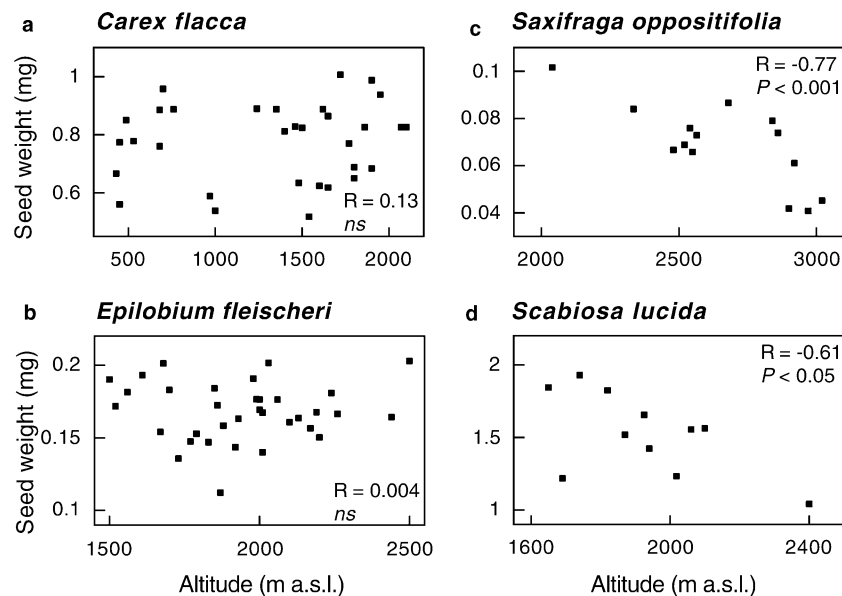 a Carex flacca
Seed weight (mg)
1
0.8
0.6
R = 0.13
ns
500 1000 1500 2000
c Saxifraga oppositifolia
0.1
0.08
0.06
0.04
R = -0.77
P < 0.001
2000 2500 3000
b Epilobium fleischeri
Seed weight (mg)
0.2
0.15
0.1
R = 0.004
ns
1500 2000 2500
Altitude (m a.s.l.)
d Scabiosa lucida
2
1.5
1
R = -0.61
P < 0.05
1600 2000 2400
Altitude (m a.s.l.)